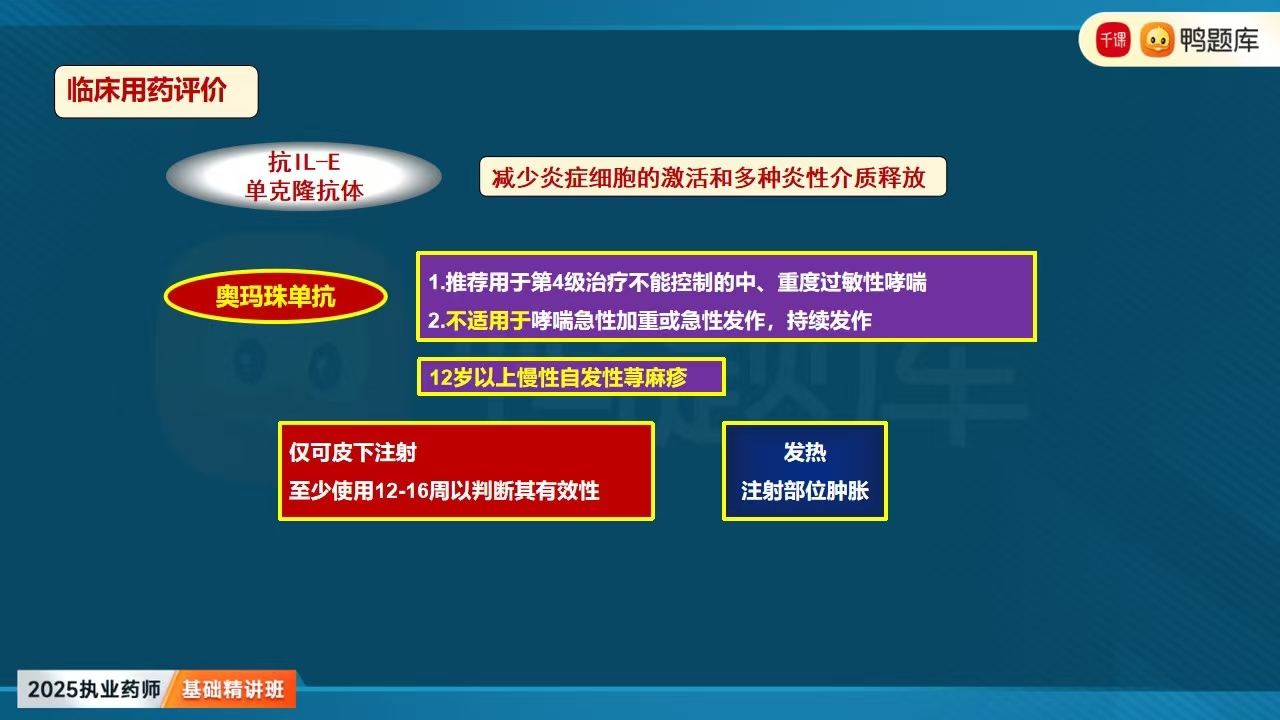 千课 鸭题库
临床用药评价
抗IL-E
单克隆抗体
减少炎症细胞的激活和多种炎性介质释放
奥玛珠单抗
1.推荐用于第4级治疗不能控制的中、重度过敏性哮喘
2.不适用于哮喘急性加重或急性发作，持续发作
12岁以上慢性自发性荨麻疹
仅可皮下注射
至少使用12-16周以判断其有效性
发热
注射部位肿胀
鸭题库
2025执业药师 基础精讲班